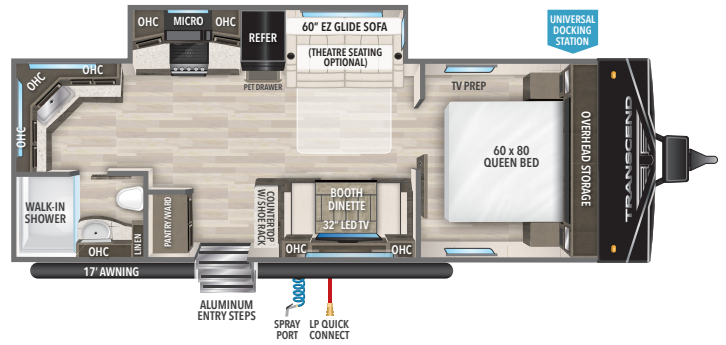 UNIVERSAL
DOCKING
STATION
OHC
MICRO
OHC
REFER
60" EZ GLIDE SOFA
(THEATRE SEATING
OPTIONAL)
PET DRAWER
OHC
OHC
OHC
TV PREP
60 x 80
QUEEN BED
OVERHEAD STORAGE
TRANSCEND
WALK-IN
SHOWER
OHC
LINEN
PANTRY/WARD
COUNTERTOP
W/ SHOE RACK
BOOTH
DINETTE
32" LED TV
OHC
OHC
17' AWNING
ALUMINUM
ENTRY STEPS
SPRAY
PORT
LP QUICK
CONNECT